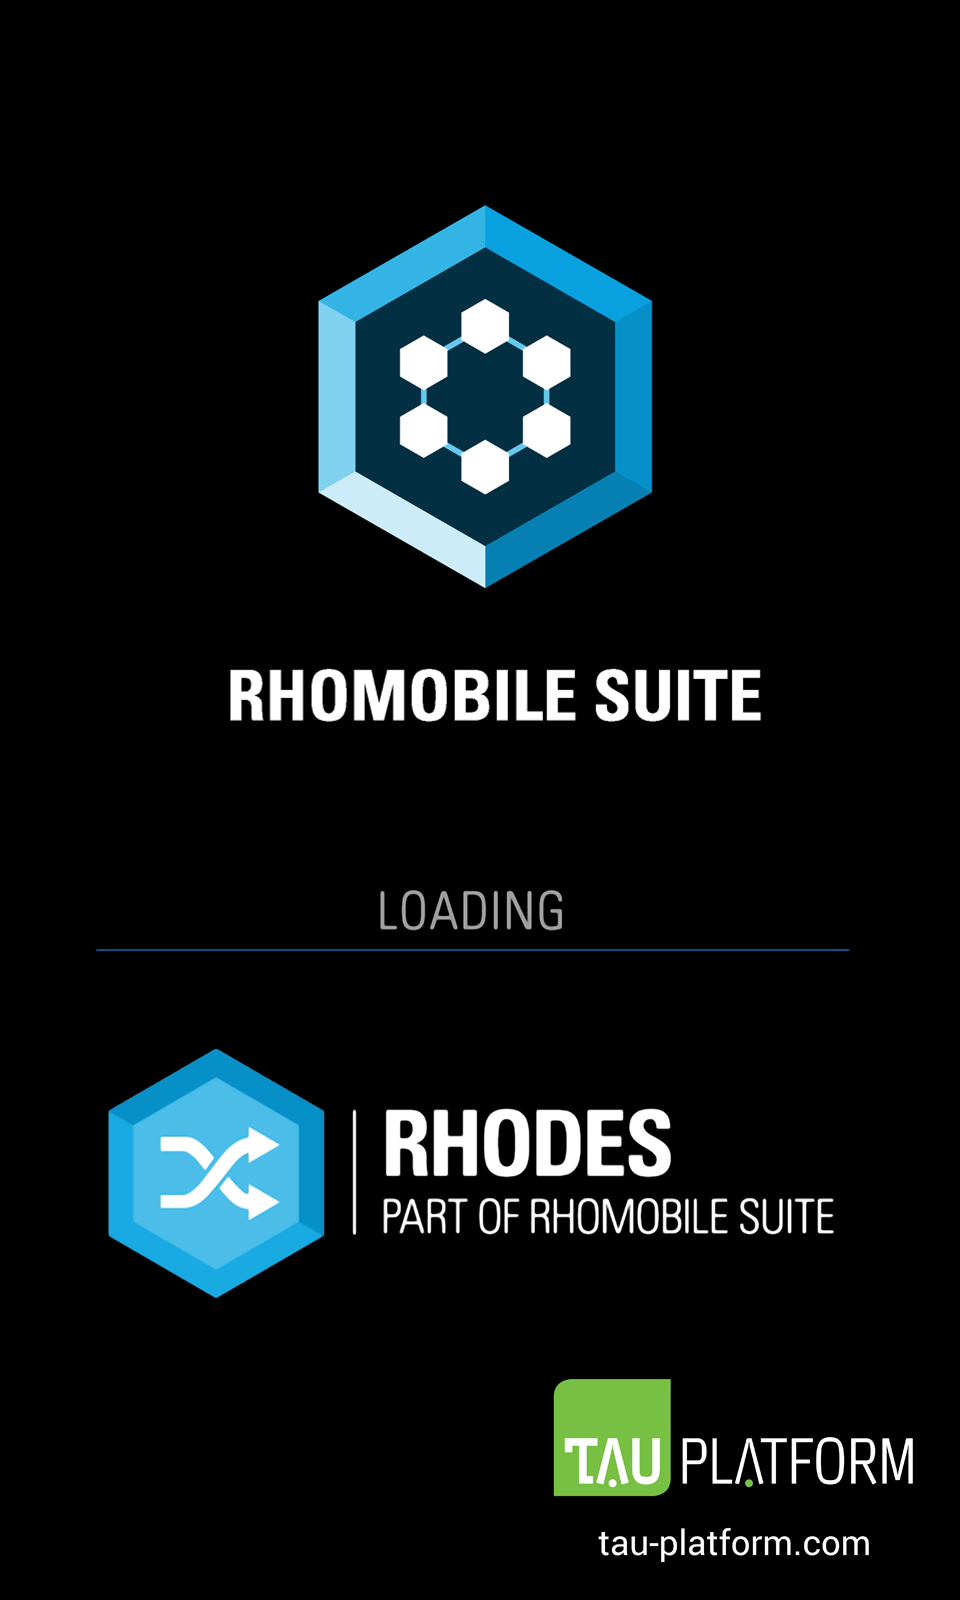 RHOMOBILE SUITE
LOADING
RHODES
PART OF RHOMOBILE SUITE
TAU PLATFORM
tau-platform.com